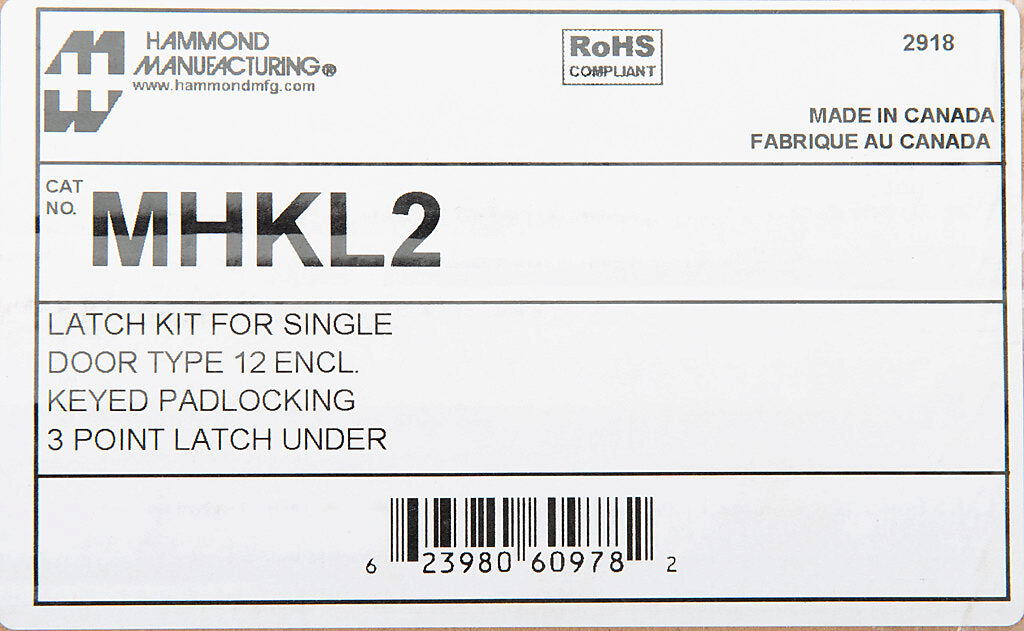 HAMMOND
MANUFACTURING®
www.hammondmfg.com
RoHS
COMPLIANT
2918
MADE IN CANADA
FABRIQUE AU CANADA
CAT
NO.
MHKL2
LATCH KIT FOR SINGLE
DOOR TYPE 12 ENCL.
KEYED PADLOCKING
3 POINT LATCH UNDER
6 23980 60978 2